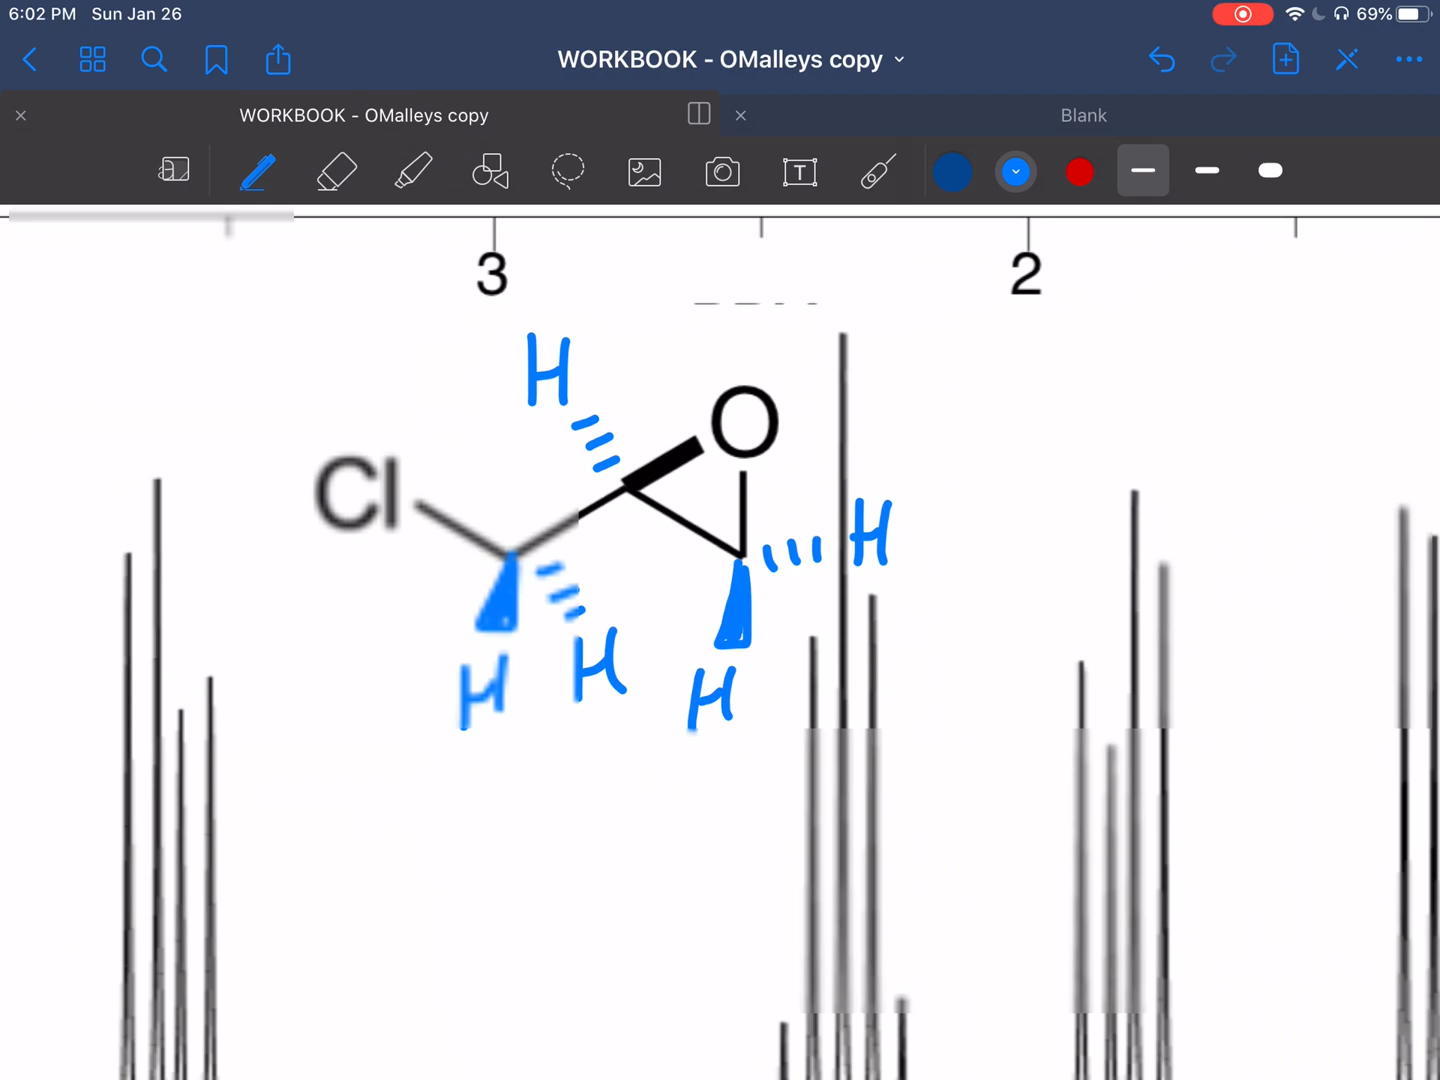 6:02 PM Sun Jan 26 69%
WORKBOOK - OMalleys copy
WORKBOOK - OMalleys copy Blank
T
3 2
H
O
Cl
H
H
H
H